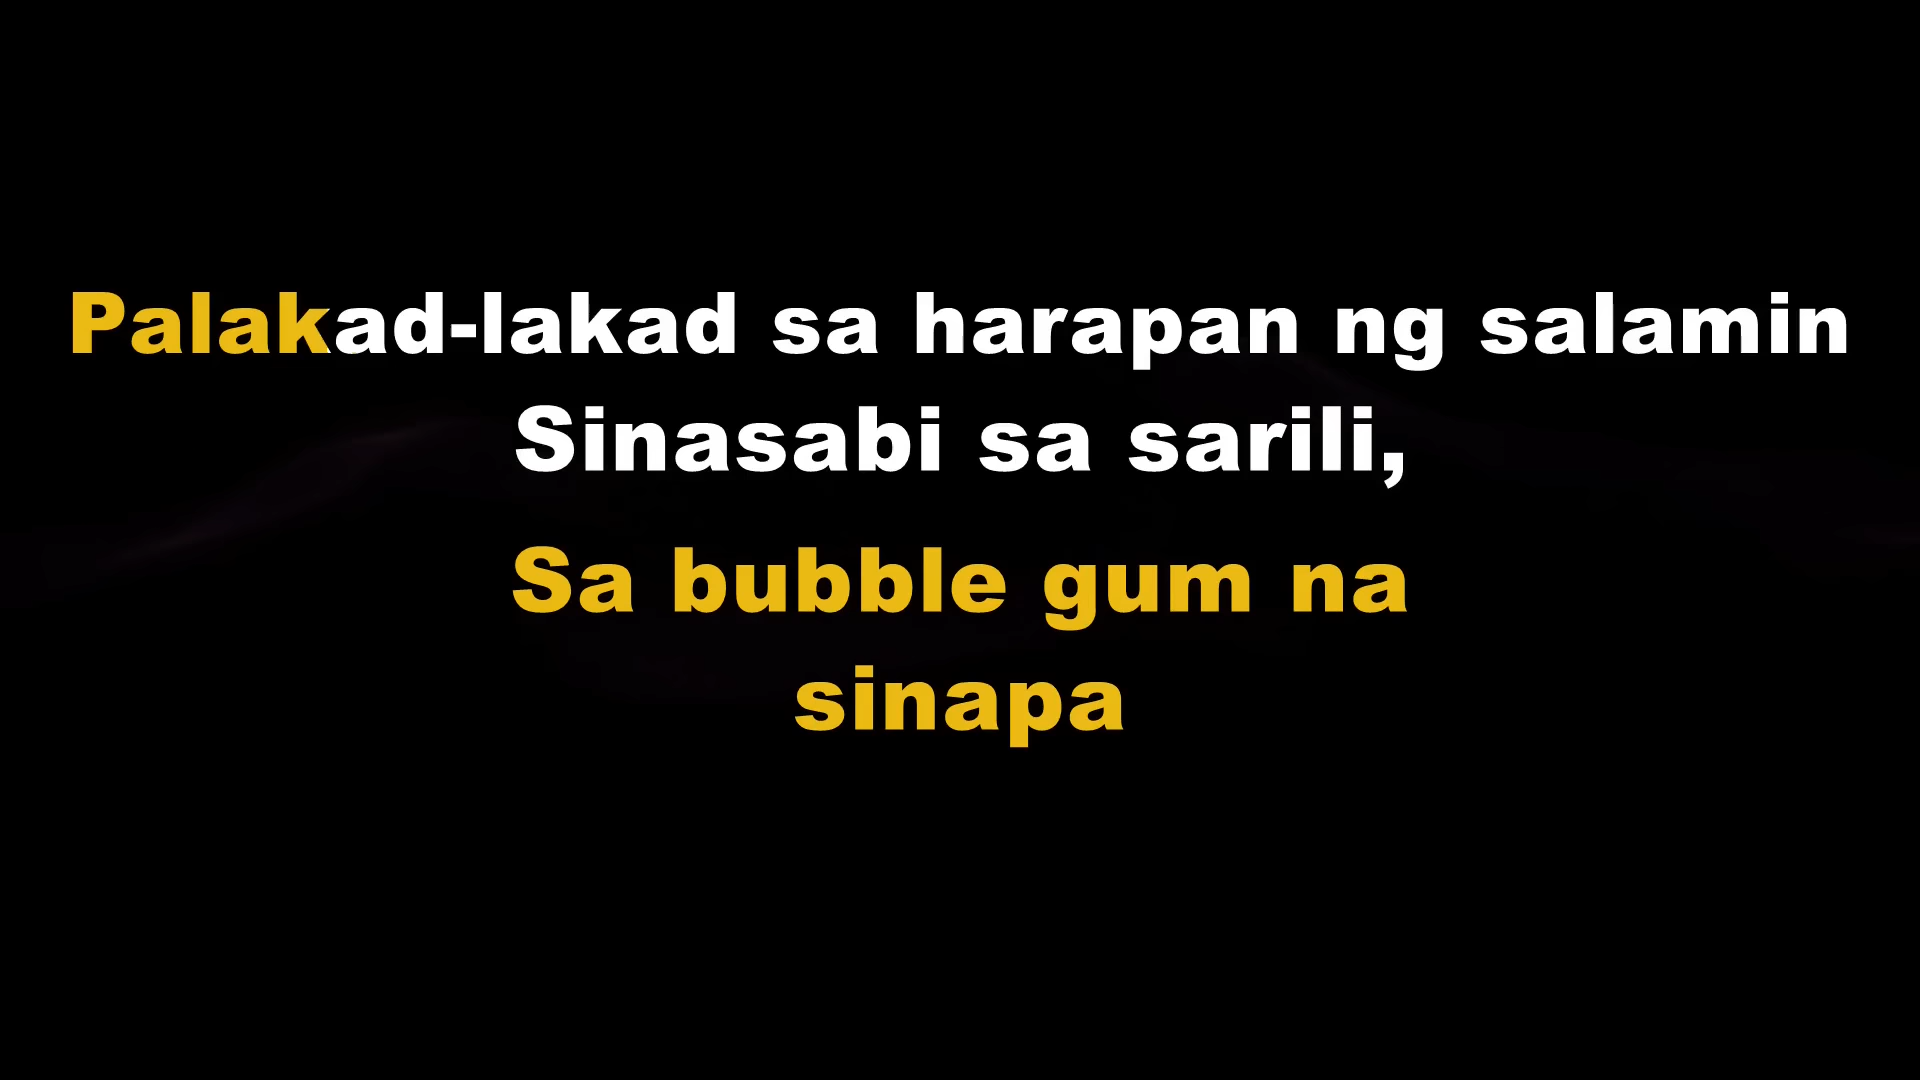 Palakad-lakad sa harapan ng salamin
Sinasabi sa sarili,
Sa bubble gum na
sinapa